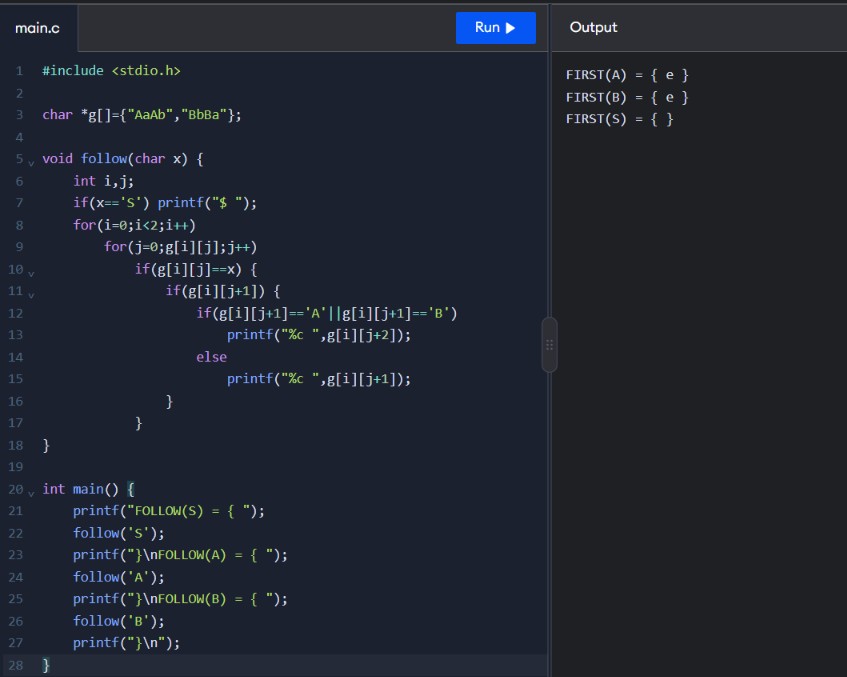 main.c
Run
Output
1 #include <stdio.h>
2
3 char *g[]={"AaAb","BbBa"};
4
5 void follow(char x) {
6     int i,j;
7     if(x=='S') printf("$ ");
8     for(i=0;i<2;i++)
9         for(j=0;g[i][j];j++)
10             if(g[i][j]==x) {
11                 if(g[i][j+1]) {
12                     if(g[i][j+1]=='A'||g[i][j+1]=='B')
13                         printf("%c ",g[i][j+2]);
14                     else
15                         printf("%c ",g[i][j+1]);
16                 }
17             }
18 }
19
20 int main() {
21     printf("FOLLOW(S) = { ");
22     follow('S');
23     printf("}\nFOLLOW(A) = { ");
24     follow('A');
25     printf("}\nFOLLOW(B) = { ");
26     follow('B');
27     printf("}\n");
28 }
FIRST(A) = { e }
FIRST(B) = { e }
FIRST(S) = { }